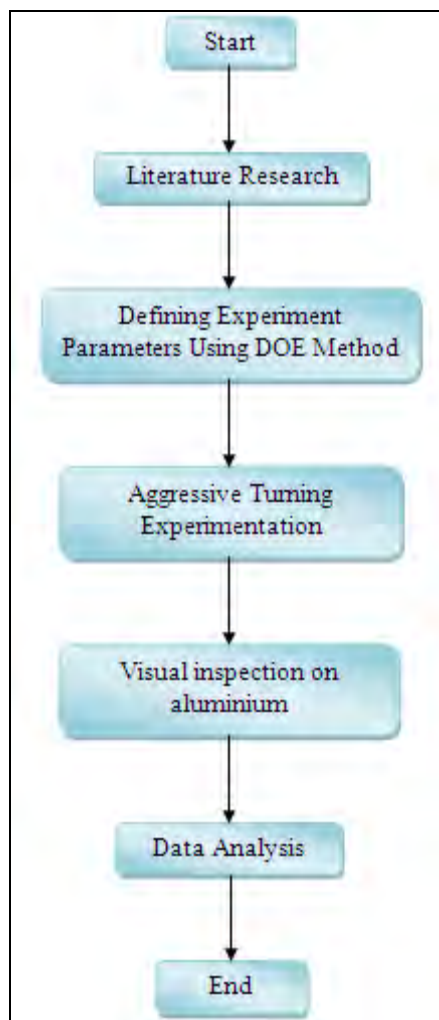 Start
Literature Research
Defining Experiment
Parameters Using DOE Method
Aggressive Turning
Experimentation
Visual inspection on
aluminium
Data Analysis
End